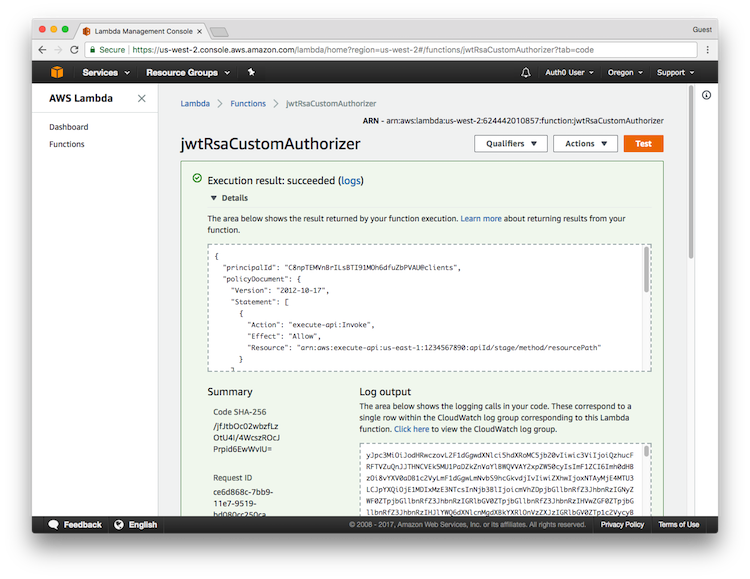 Lambda Management Console
Guest
Secure https://us-west-2.console.aws.amazon.com/lambda/home?region=us-west-2#/functions/jwtRsaCustomAuthorizer?tab=code
Services Resource Groups Auth0 User Oregon Support
AWS Lambda
Dashboard
Functions
Lambda Functions jwtRsaCustomAuthorizer
ARN - arn:aws:lambda:us-west-2:624442010857:function:jwtRsaCustomAuthorizer
jwtRsaCustomAuthorizer
Qualifiers Actions Test
Execution result: succeeded (logs)
Details
The area below shows the result returned by your function execution. Learn more about returning results from your
function.
{
"principalId": "C8npTEMVnBrILsBTI91MOh6dfuZbPVAU@clients",
"policyDocument": {
"Version": "2012-10-17",
"Statement": [
{
"Action": "execute-api:Invoke",
"Effect": "Allow",
"Resource": "arn:aws:execute-api:us-east-1:1234567890:apiId/stage/method/resourcePath"
}
]
Summary
Code SHA-256
/jfJtbOc02wbzfLz
OtU4I/4WcszROcJ
Prpid6EwWvIU=
Request ID
ce6d868c-7bb9-
11e7-9519-
bd080cc250ca
Log output
The area below shows the logging calls in your code. These correspond to a
single row within the CloudWatch log group corresponding to this Lambda
function. Click here to view the CloudWatch log group.
Feedback English
© 2008 - 2017, Amazon Web Services, Inc. or its affiliates. All rights reserved. Privacy Policy Terms of Use